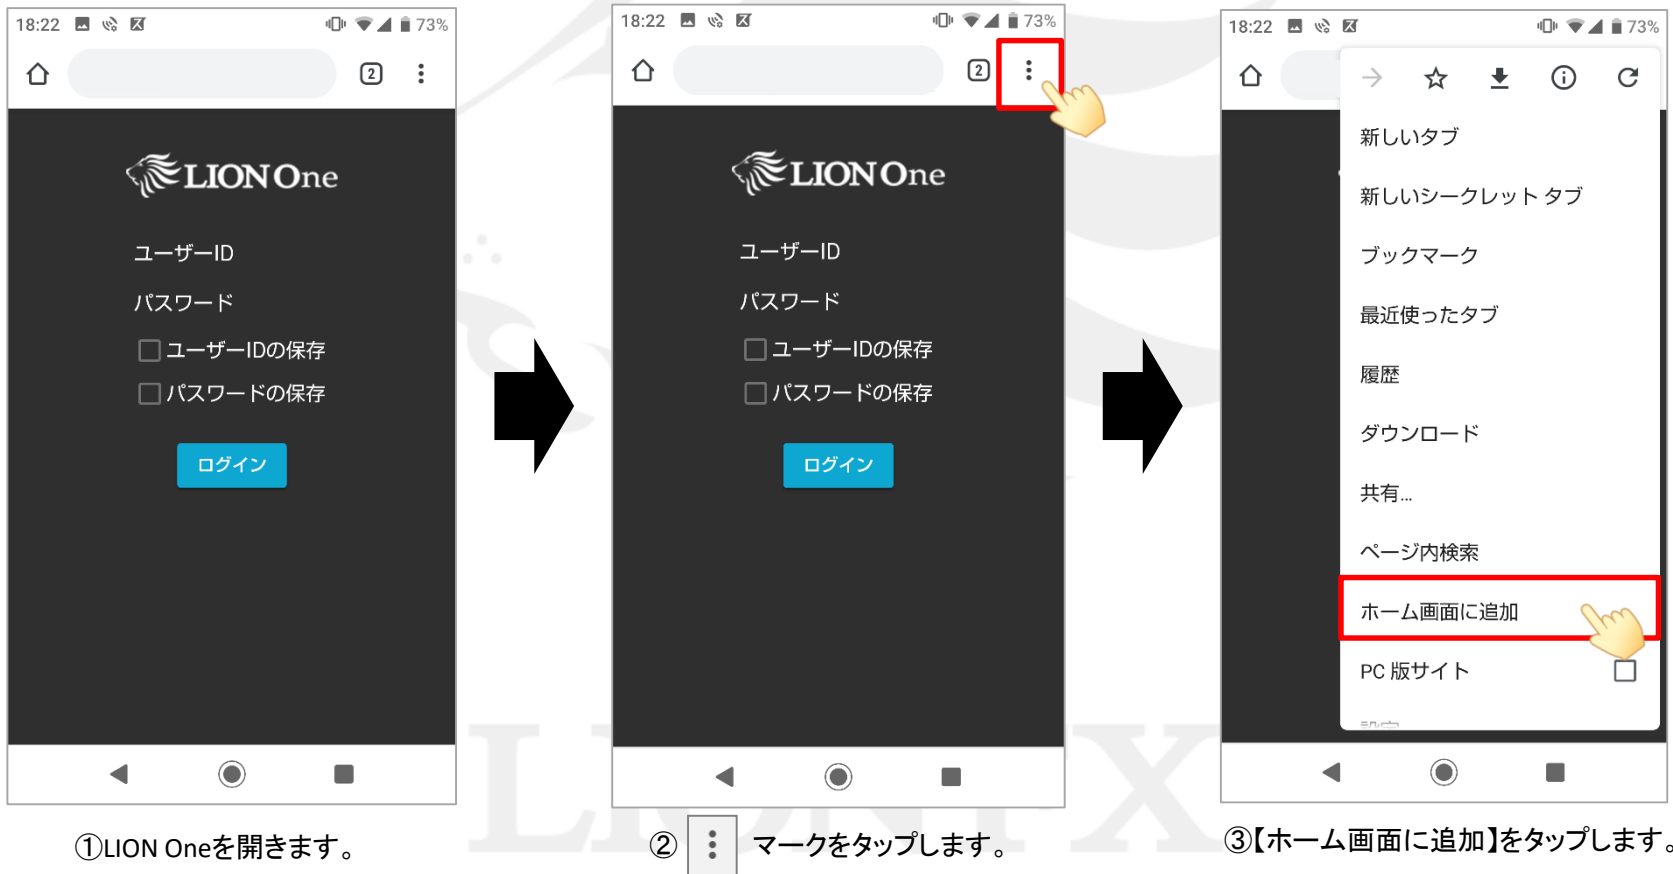 18:22 73%
2
LION One
ユーザーID
パスワード
ユーザーIDの保存
パスワードの保存
ログイン
①LION Oneを開きます。
18:22 73%
2
LION One
ユーザーID
パスワード
ユーザーIDの保存
パスワードの保存
ログイン
② マークをタップします。
18:22 73%
新しいタブ
新しいシークレット タブ
ブックマーク
最近使ったタブ
履歴
ダウンロード
共有...
ページ内検索
ホーム画面に追加
PC 版サイト
設定
③【ホーム画面に追加】をタップします。
LION FX